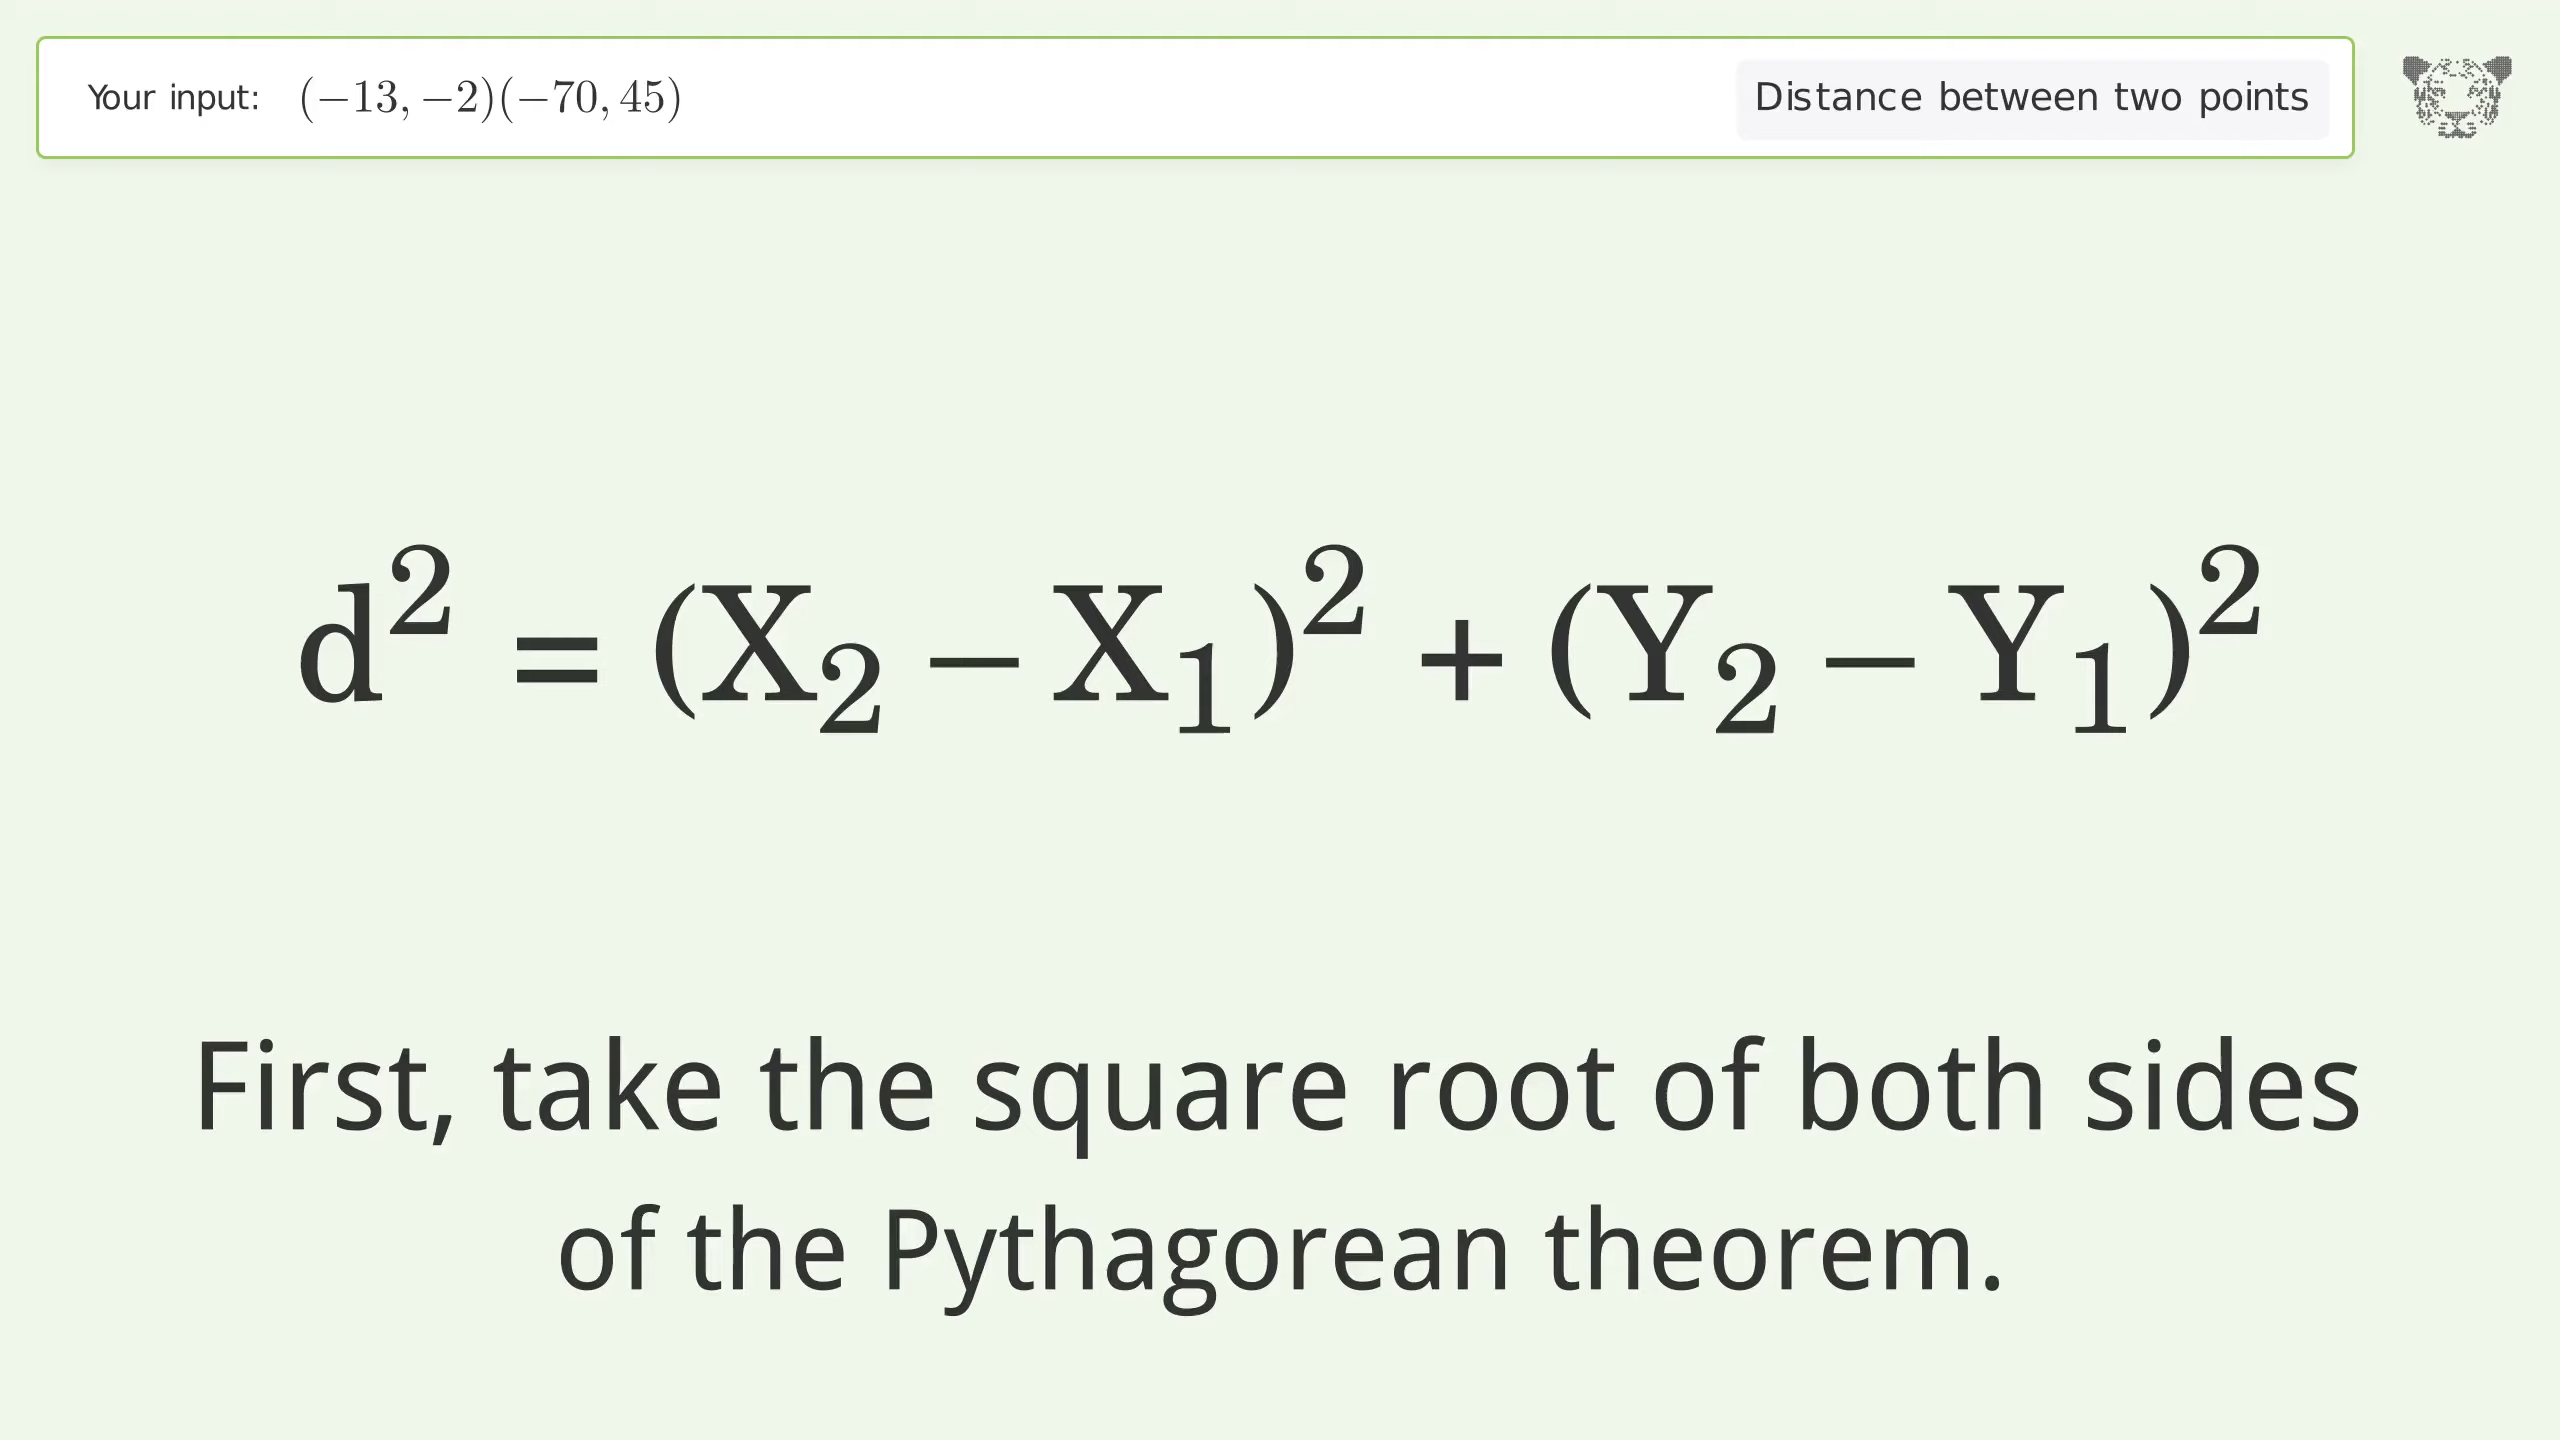 Your input: (−13, −2)(−70, 45)
Distance between two points
d² = (X₂ − X₁)² + (Y₂ − Y₁)²
First, take the square root of both sides
of the Pythagorean theorem.